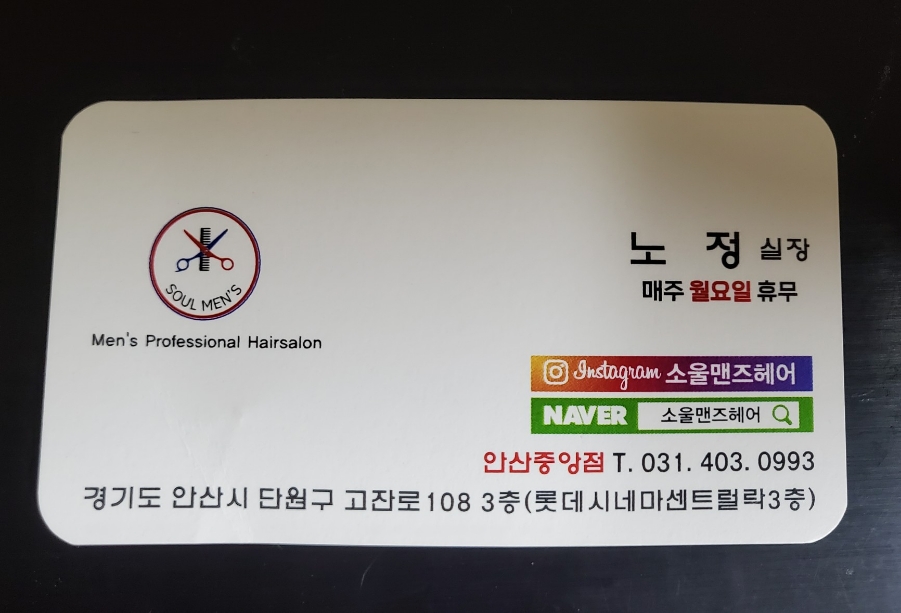 SOUL MEN'S
Men's Professional Hairsalon
노 정 실장
매주 월요일 휴무
Instagram 소울맨즈헤어
NAVER 소울맨즈헤어
안산중앙점 T. 031. 403. 0993
경기도 안산시 단원구 고잔로108 3층(롯데시네마센트럴락3층)